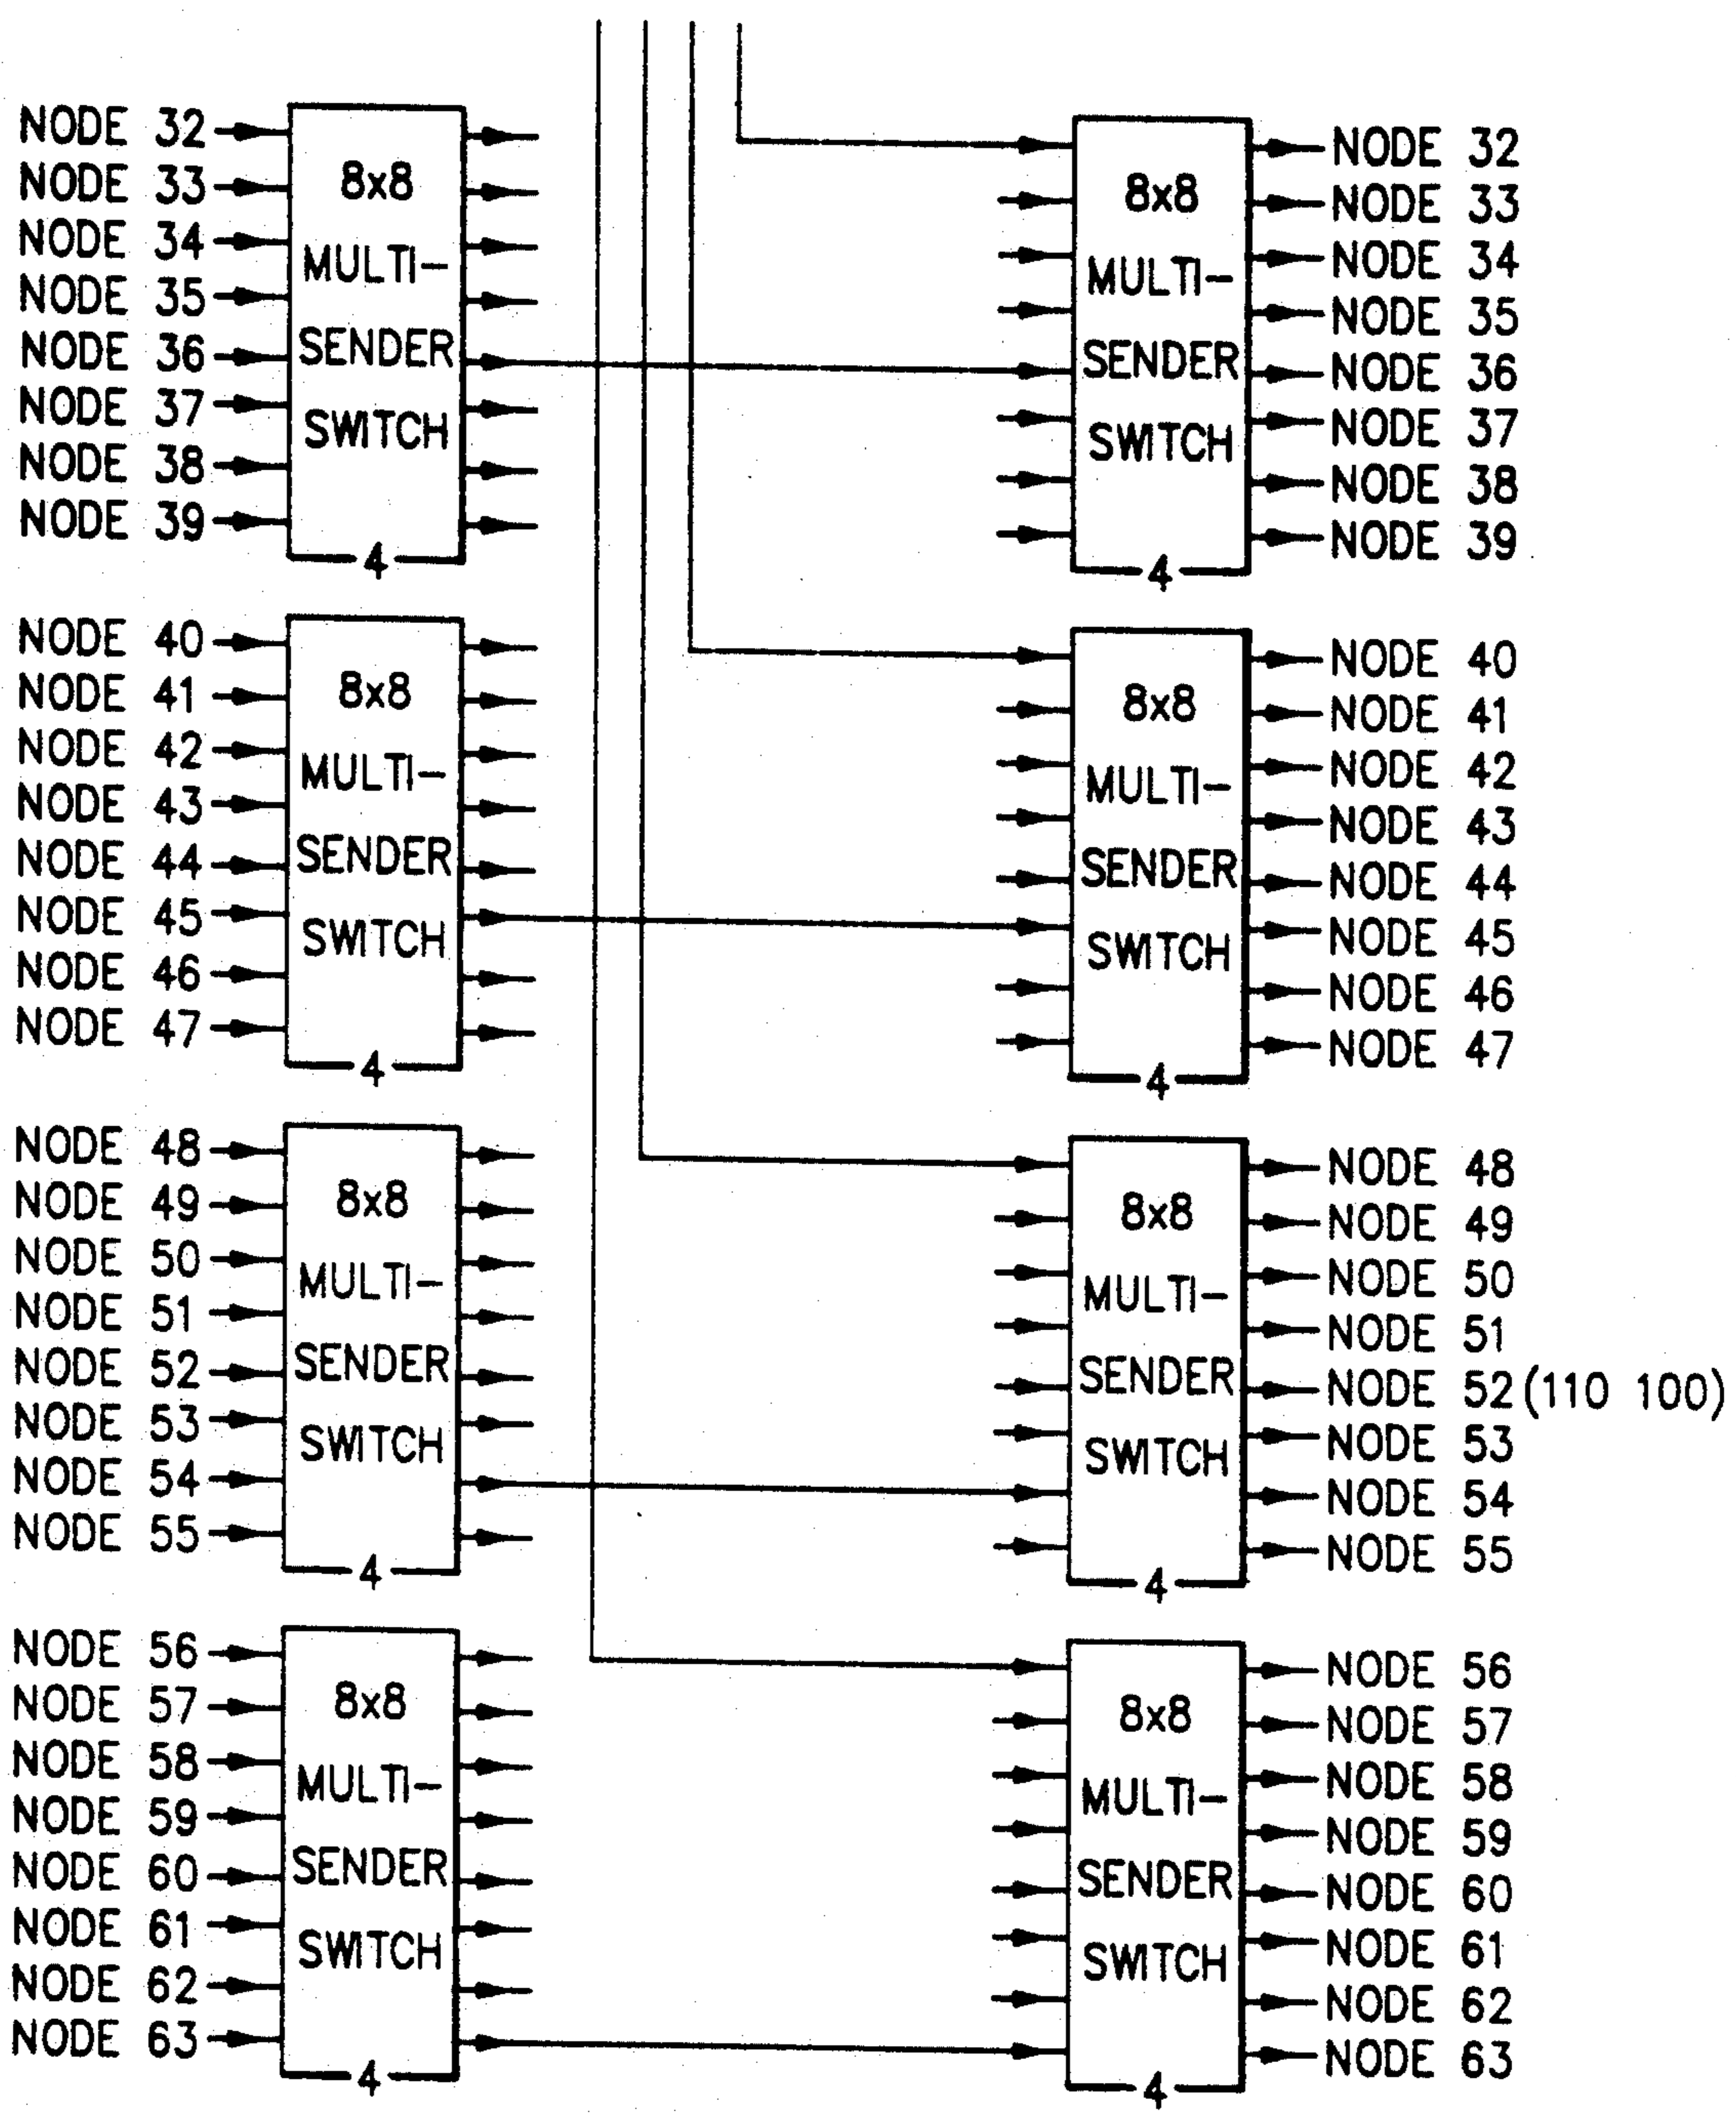 NODE 32
NODE 33
NODE 34
NODE 35
NODE 36
NODE 37
NODE 38
NODE 39
8x8
MULTI-
SENDER
SWITCH
4
8x8
MULTI-
SENDER
SWITCH
4
NODE 32
NODE 33
NODE 34
NODE 35
NODE 36
NODE 37
NODE 38
NODE 39
NODE 40
NODE 41
NODE 42
NODE 43
NODE 44
NODE 45
NODE 46
NODE 47
8x8
MULTI-
SENDER
SWITCH
4
8x8
MULTI-
SENDER
SWITCH
4
NODE 40
NODE 41
NODE 42
NODE 43
NODE 44
NODE 45
NODE 46
NODE 47
NODE 48
NODE 49
NODE 50
NODE 51
NODE 52
NODE 53
NODE 54
NODE 55
8x8
MULTI-
SENDER
SWITCH
4
8x8
MULTI-
SENDER
SWITCH
4
NODE 48
NODE 49
NODE 50
NODE 51
NODE 52 (110 100)
NODE 53
NODE 54
NODE 55
NODE 56
NODE 57
NODE 58
NODE 59
NODE 60
NODE 61
NODE 62
NODE 63
8x8
MULTI-
SENDER
SWITCH
4
8x8
MULTI-
SENDER
SWITCH
4
NODE 56
NODE 57
NODE 58
NODE 59
NODE 60
NODE 61
NODE 62
NODE 63